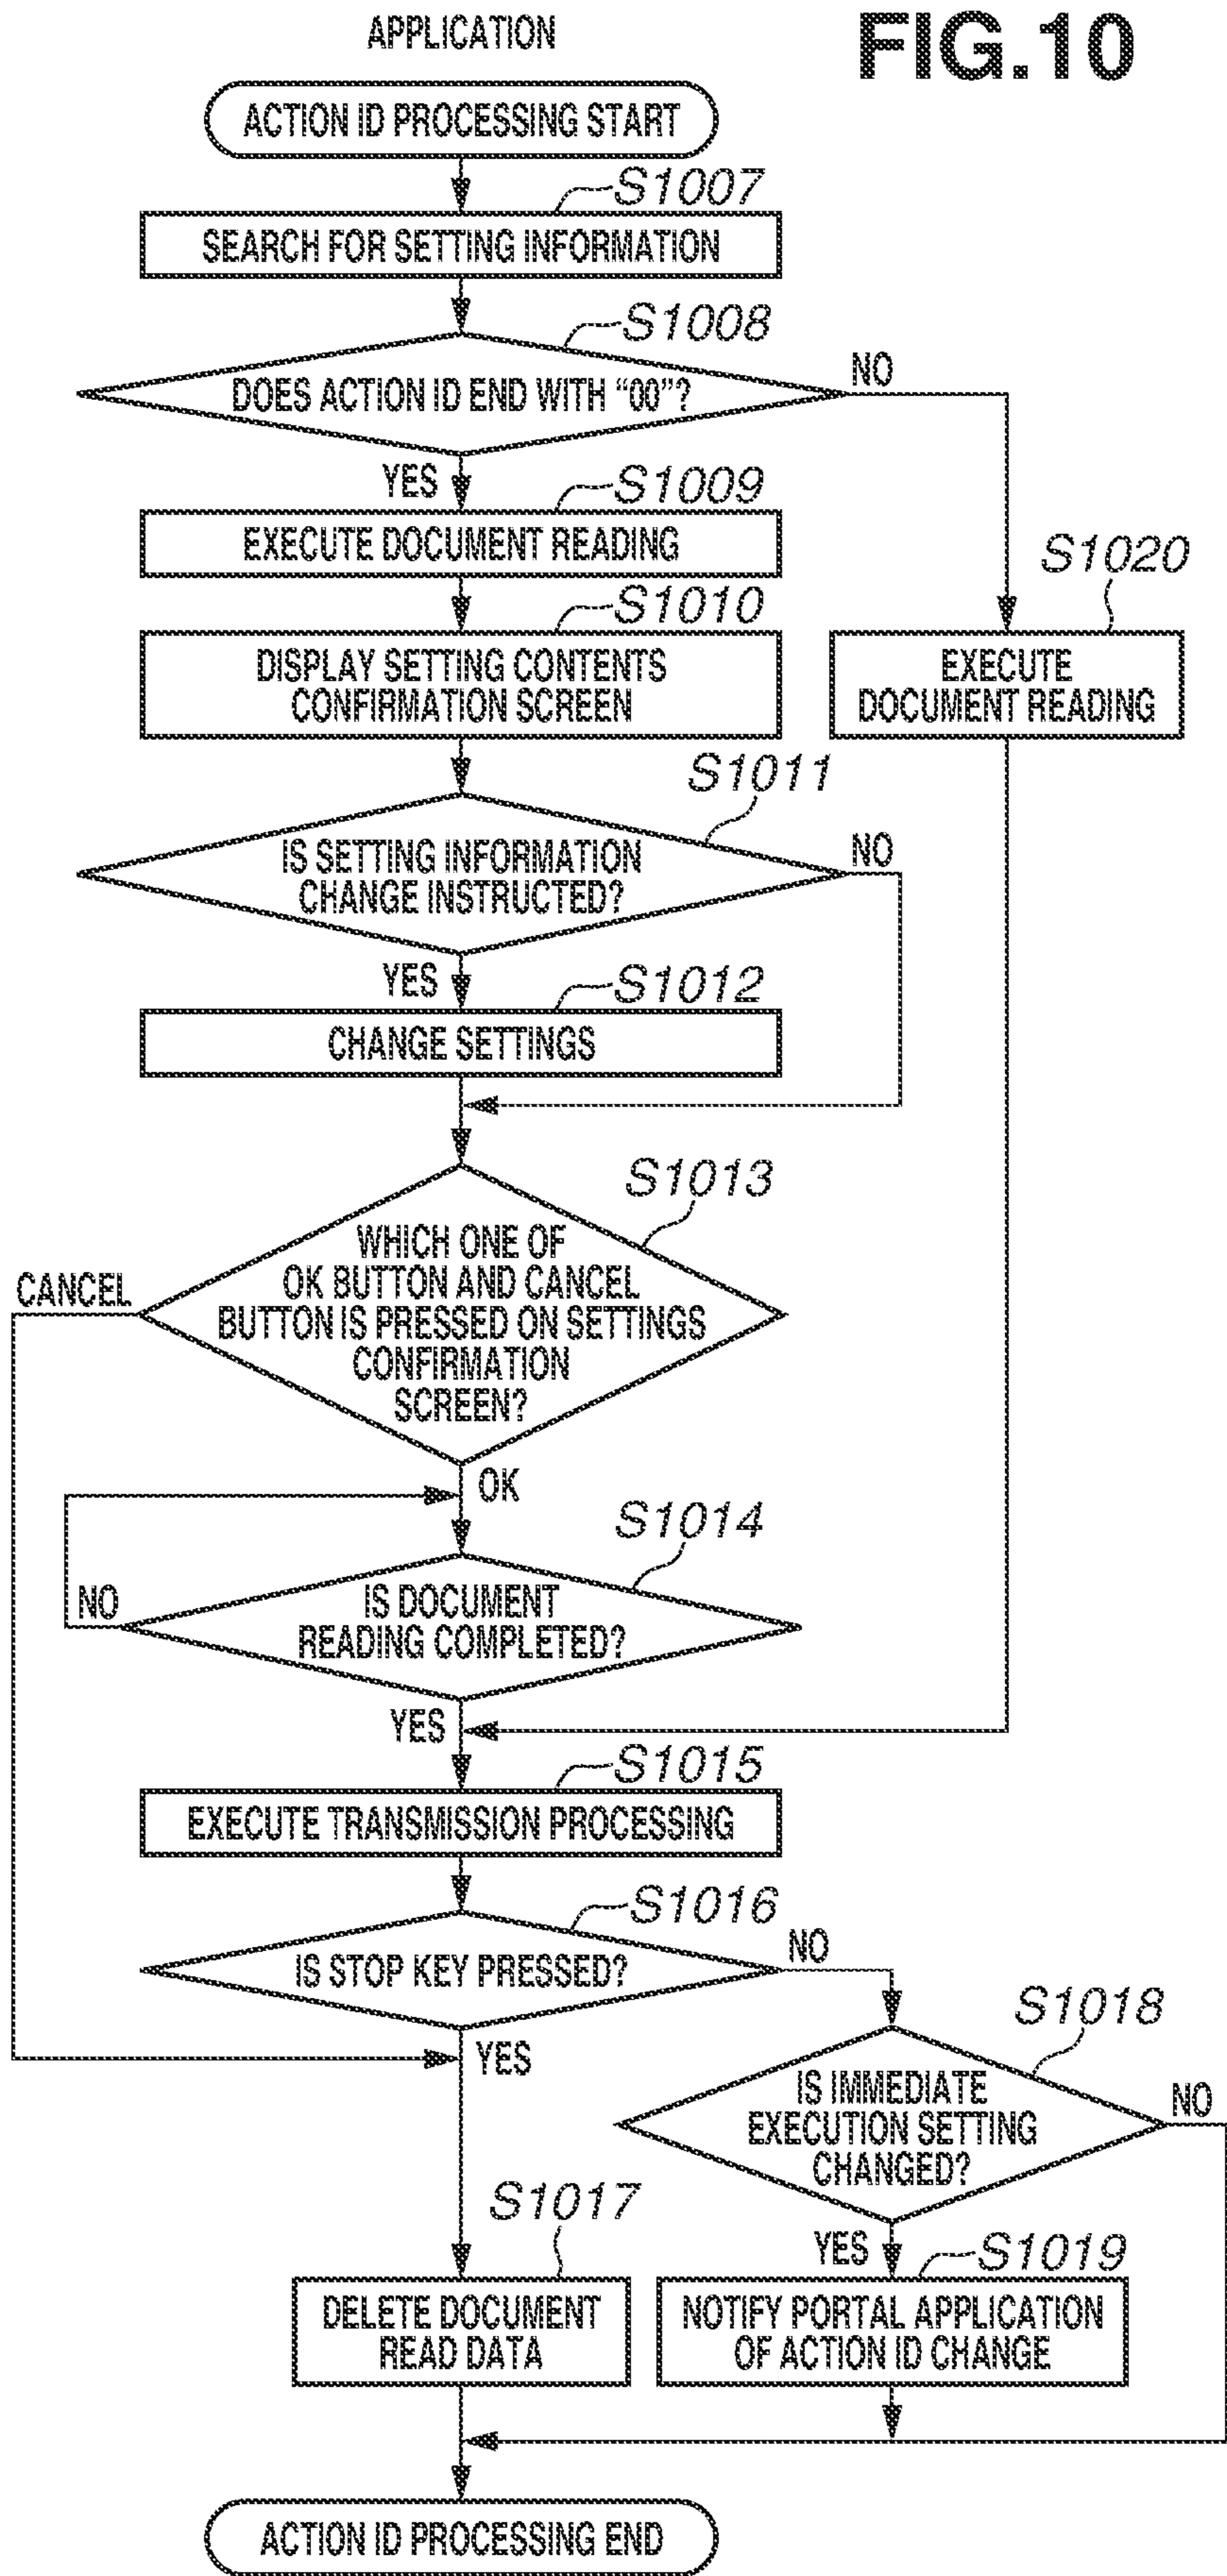 APPLICATION
FIG.10
ACTION ID PROCESSING START
S1007
SEARCH FOR SETTING INFORMATION
S1008
DOES ACTION ID END WITH “00”?
NO
YES
S1009
EXECUTE DOCUMENT READING
S1020
EXECUTE
DOCUMENT READING
S1010
DISPLAY SETTING CONTENTS
CONFIRMATION SCREEN
S1011
IS SETTING INFORMATION
CHANGE INSTRUCTED?
NO
YES
S1012
CHANGE SETTINGS
S1013
WHICH ONE OF
OK BUTTON AND CANCEL
BUTTON IS PRESSED ON SETTINGS
CONFIRMATION
SCREEN?
CANCEL
OK
S1014
IS DOCUMENT
READING COMPLETED?
NO
YES
S1015
EXECUTE TRANSMISSION PROCESSING
S1016
IS STOP KEY PRESSED?
NO
YES
S1018
IS IMMEDIATE
EXECUTION SETTING
CHANGED?
NO
YES
S1017
DELETE DOCUMENT
READ DATA
S1019
NOTIFY PORTAL APPLICATION
OF ACTION ID CHANGE
ACTION ID PROCESSING END